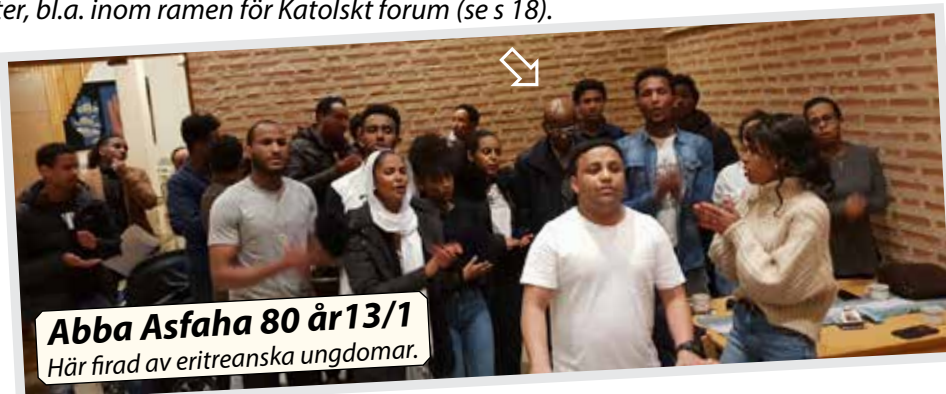 ter, bl.a. inom ramen för Katolskt forum (se s 18).
Abba Asfaha 80 år13/1
Här firad av eritreanska ungdomar.